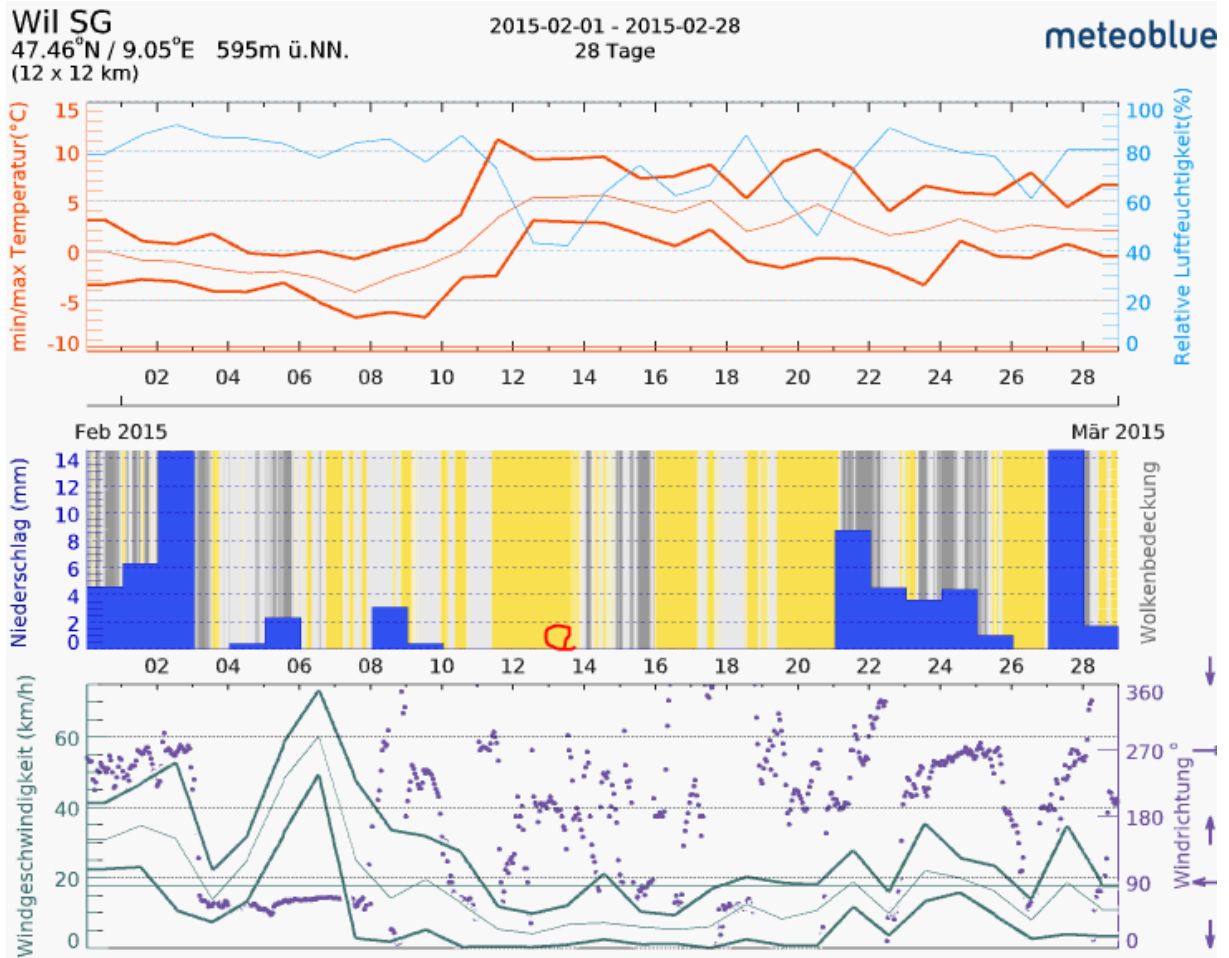 Wil SG
47.46°N / 9.05°E 595m ü.NN.
(12 x 12 km)
2015-02-01 - 2015-02-28
28 Tage
meteoblue
min/max Temperatur(°C)
15
10
5
0
-5
-10
100
80
60
40
20
0
Relative Luftfeuchtigkeit(%)
02 04 06 08 10 12 14 16 18 20 22 24 26 28
Feb 2015
Mär 2015
Niederschlag (mm)
14
12
10
8
6
4
2
0
Wolkenbedeckung
02 04 06 08 10 12 14 16 18 20 22 24 26 28
Windgeschwindigkeit (km/h)
60
40
20
0
360
270
180
90
0
Windrichtung °